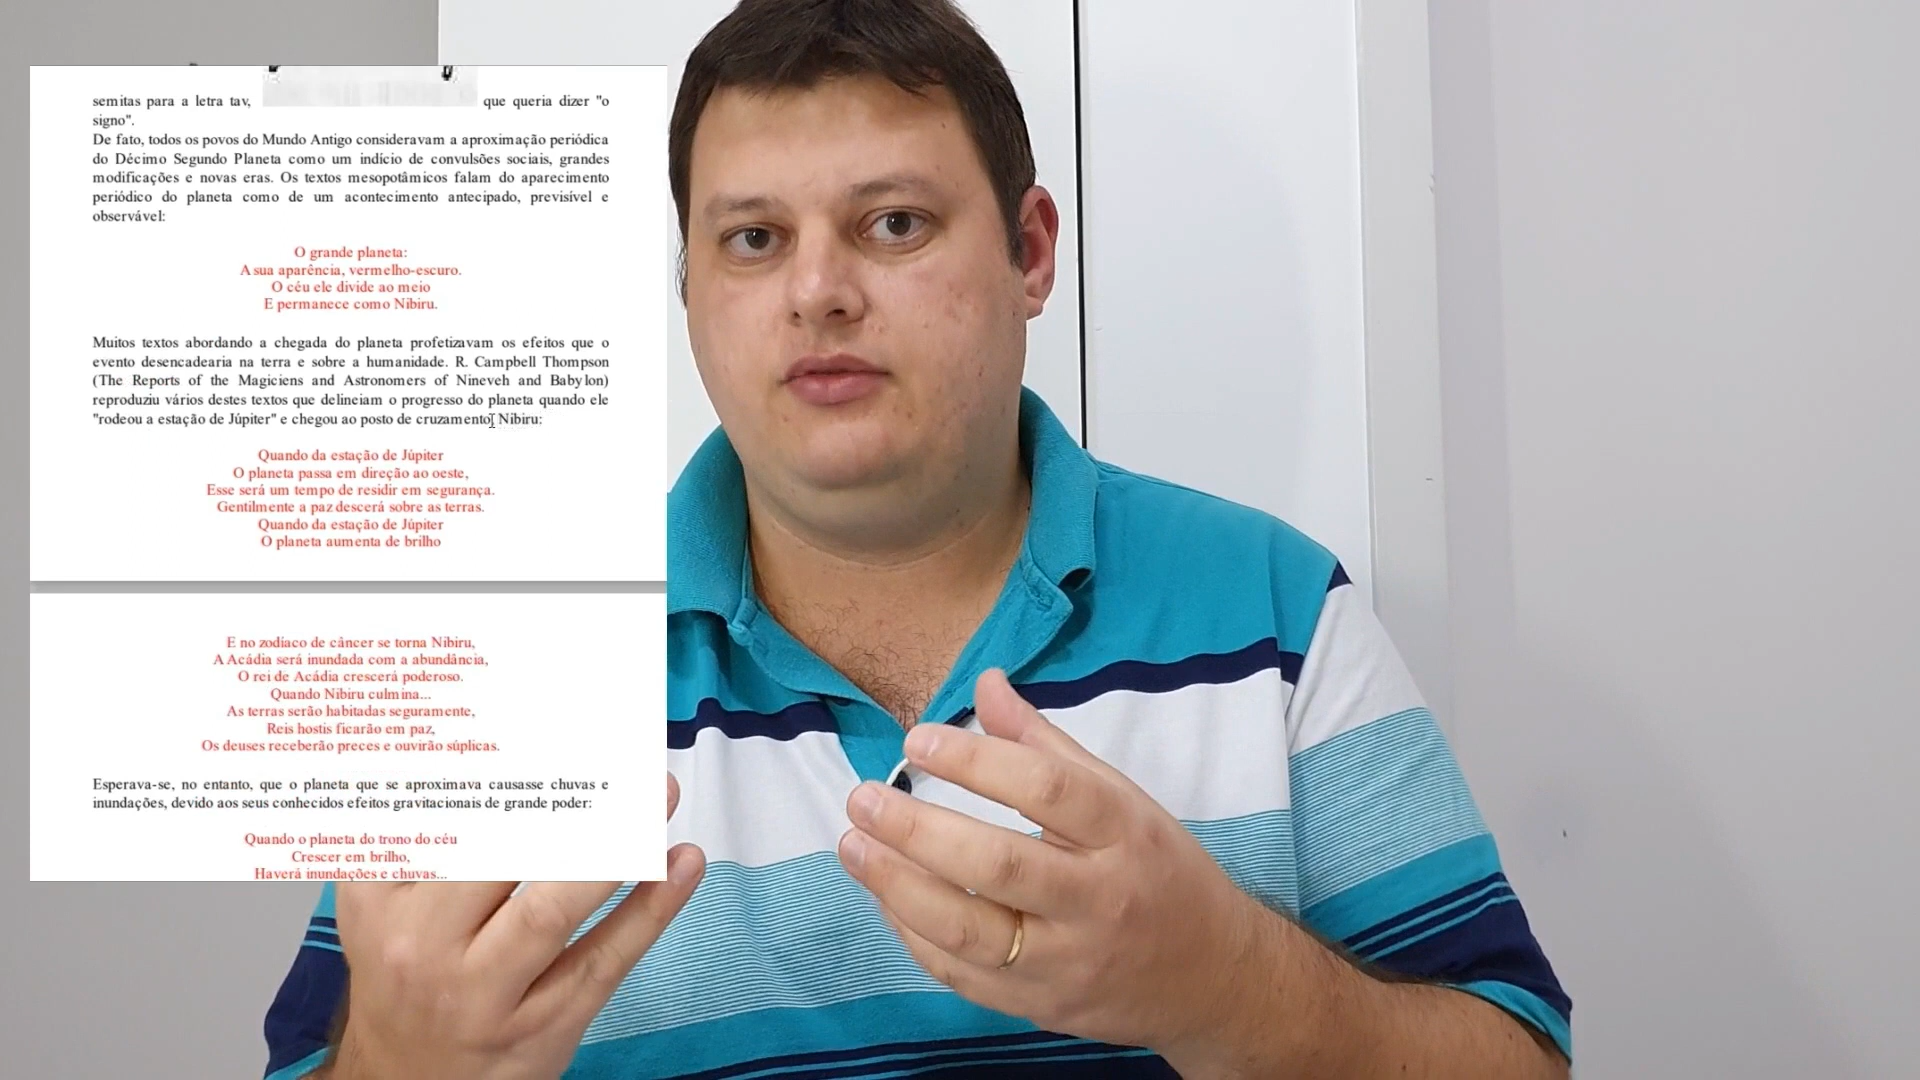 semitas para a letra tav, que queria dizer "o
signo".
De fato, todos os povos do Mundo Antigo consideravam a aproximação periódica
do Décimo Segundo Planeta como um indício de convulsões sociais, grandes
modificações e novas eras. Os textos mesopotâmicos falam do aparecimento
periódico do planeta como de um acontecimento antecipado, previsível e
observável:
O grande planeta:
A sua aparência, vermelho-escuro.
O céu ele divide ao meio
E permanece como Nibiru.
Muitos textos abordando a chegada do planeta profetizavam os efeitos que o
evento desencadearia na terra e sobre a humanidade. R. Campbell Thompson
(The Reports of the Magiciens and Astronomers of Nineveh and Babylon)
reproduziu vários destes textos que delineiam o progresso do planeta quando ele
"rodeou a estação de Júpiter" e chegou ao posto de cruzamento, Nibiru:
Quando da estação de Júpiter
O planeta passa em direção ao oeste,
Esse será um tempo de residir em segurança.
Gentilmente a paz descerá sobre as terras.
Quando da estação de Júpiter
O planeta aumenta de brilho
E no zodíaco de câncer se torna Nibiru,
A Acádia será inundada com a abundância,
O rei de Acádia crescerá poderoso.
Quando Nibiru culmina...
As terras serão habitadas seguramente,
Reis hostis ficarão em paz,
Os deuses receberão preces e ouvirão súplicas.
Esperava-se, no entanto, que o planeta que se aproximava causasse chuvas e
inundações, devido aos seus conhecidos efeitos gravitacionais de grande poder:
Quando o planeta do trono do céu
Crescer em brilho,
Haverá inundações e chuvas...